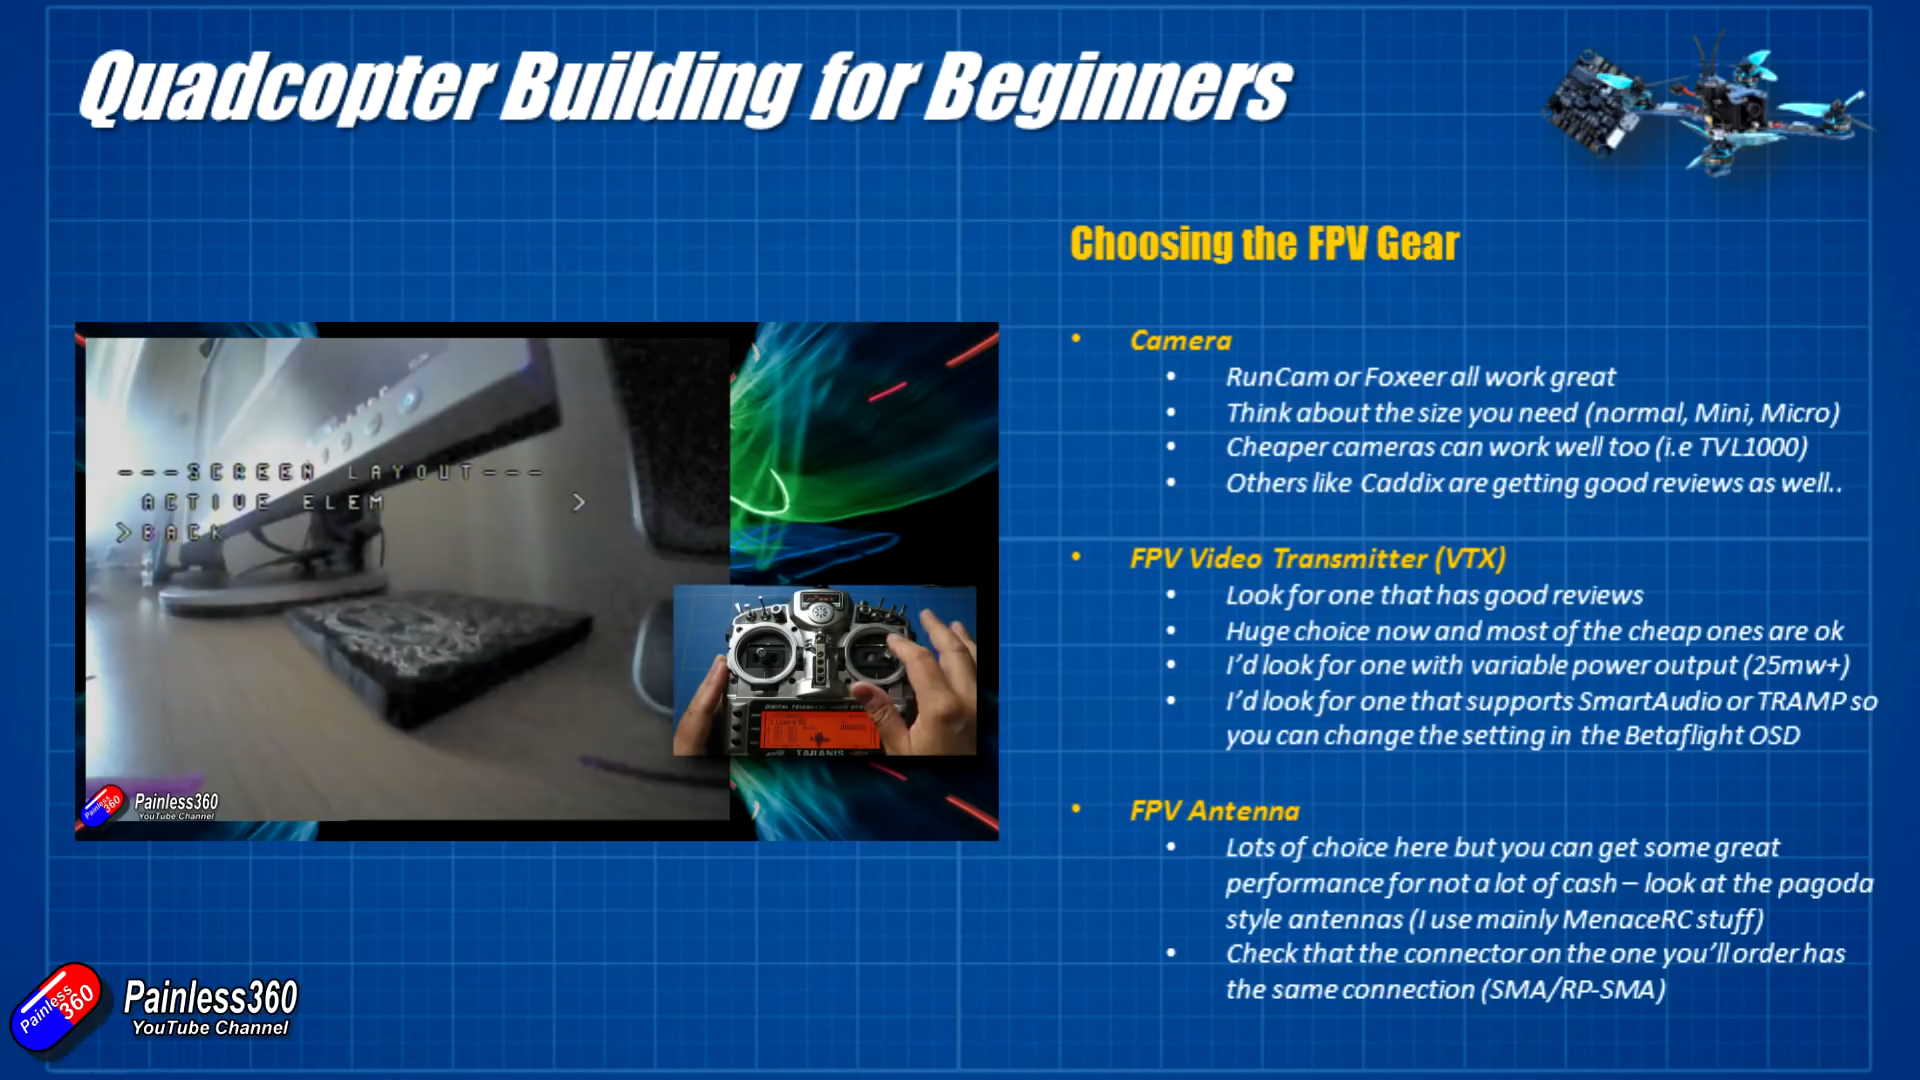 Quadcopter Building for Beginners
Choosing the FPV Gear
• Camera
• RunCam or Foxeer all work great
• Think about the size you need (normal, Mini, Micro)
• Cheaper cameras can work well too (i.e TVL1000)
• Others like Caddix are getting good reviews as well..
• FPV Video Transmitter (VTX)
• Look for one that has good reviews
• Huge choice now and most of the cheap ones are ok
• I'd look for one with variable power output (25mw+)
• I'd look for one that supports SmartAudio or TRAMP so
you can change the setting in the Betaflight OSD
• FPV Antenna
• Lots of choice here but you can get some great
performance for not a lot of cash – look at the pagoda
style antennas (I use mainly MenaceRC stuff)
• Check that the connector on the one you'll order has
the same connection (SMA/RP-SMA)
---SCREEN LAYOUT---
ACTIVE ELEM >
>BACK
TARANIS
Painless360
Painless360
YouTube Channel
Painless360
Painless360
YouTube Channel